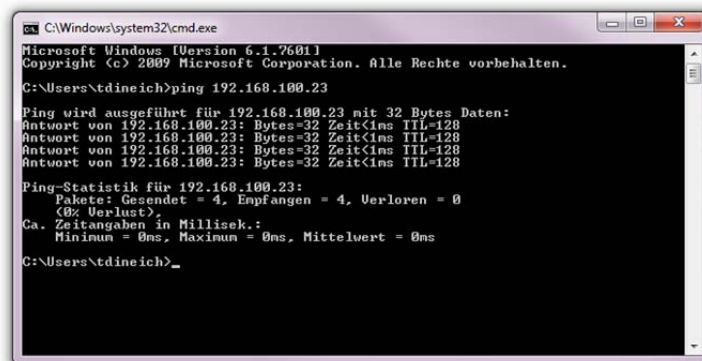 C:\Windows\system32\cmd.exe
Microsoft Windows [Version 6.1.7601]
Copyright (c) 2009 Microsoft Corporation. Alle Rechte vorbehalten.
C:\Users\tdineich>ping 192.168.100.23
Ping wird ausgeführt für 192.168.100.23 mit 32 Bytes Daten:
Antwort von 192.168.100.23: Bytes=32 Zeit<1ms TTL=128
Antwort von 192.168.100.23: Bytes=32 Zeit<1ms TTL=128
Antwort von 192.168.100.23: Bytes=32 Zeit<1ms TTL=128
Antwort von 192.168.100.23: Bytes=32 Zeit<1ms TTL=128
Ping-Statistik für 192.168.100.23:
Pakete: Gesendet = 4, Empfangen = 4, Verloren = 0
(0% Verlust),
Ca. Zeitangaben in Millisek.:
Minimum = 0ms, Maximum = 0ms, Mittelwert = 0ms
C:\Users\tdineich>_